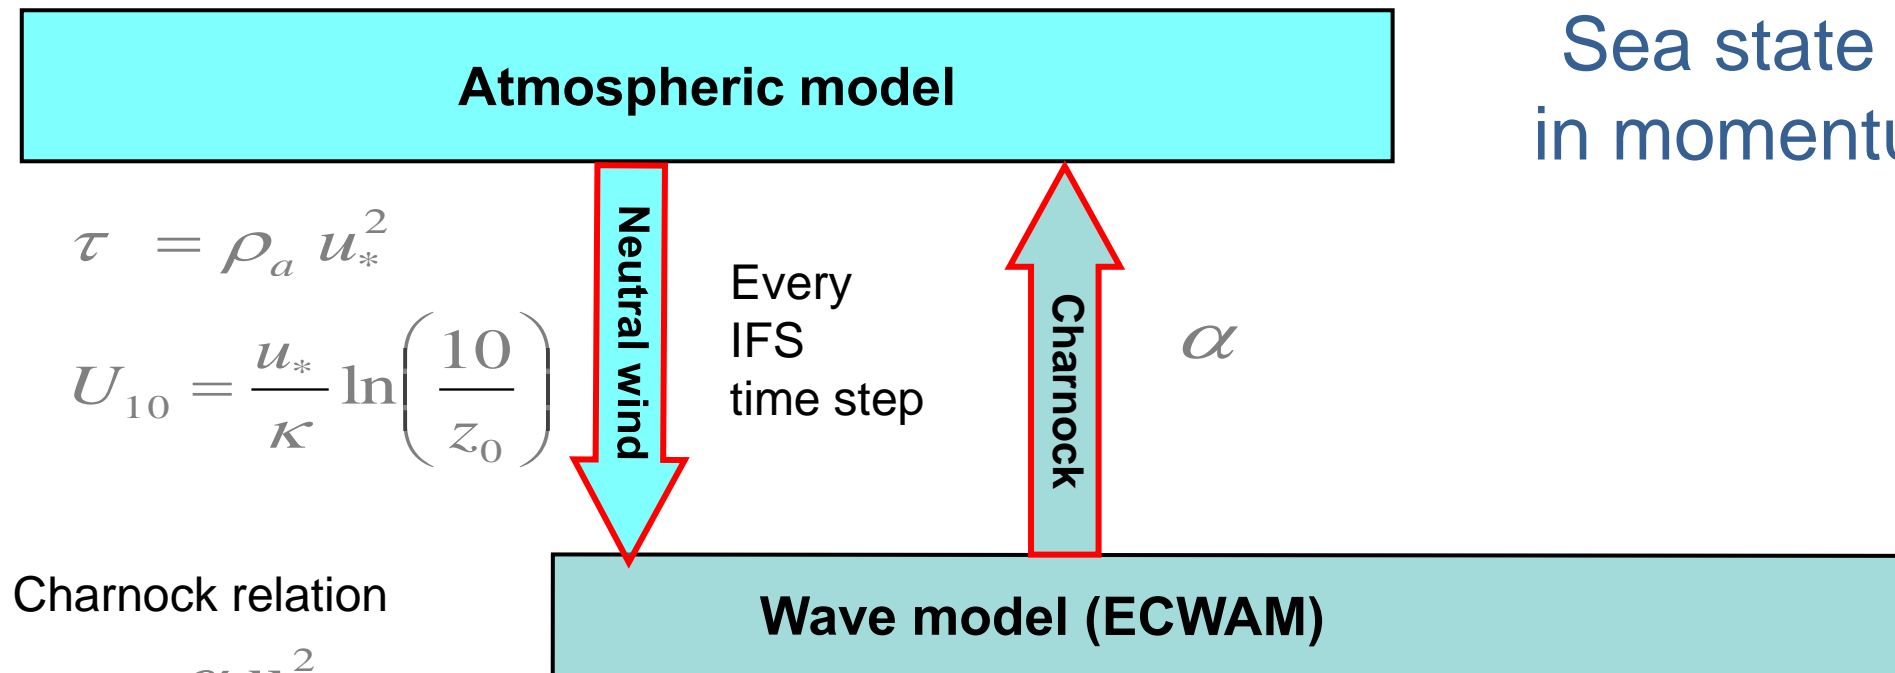 Atmospheric model
Sea state
in momentu
τ = ρ_a u_*^2
U_10 = u_*/κ ln(10/z_0)
Neutral wind
Every
IFS
time step
Charnock
α
Charnock relation
Wave model (ECWAM)